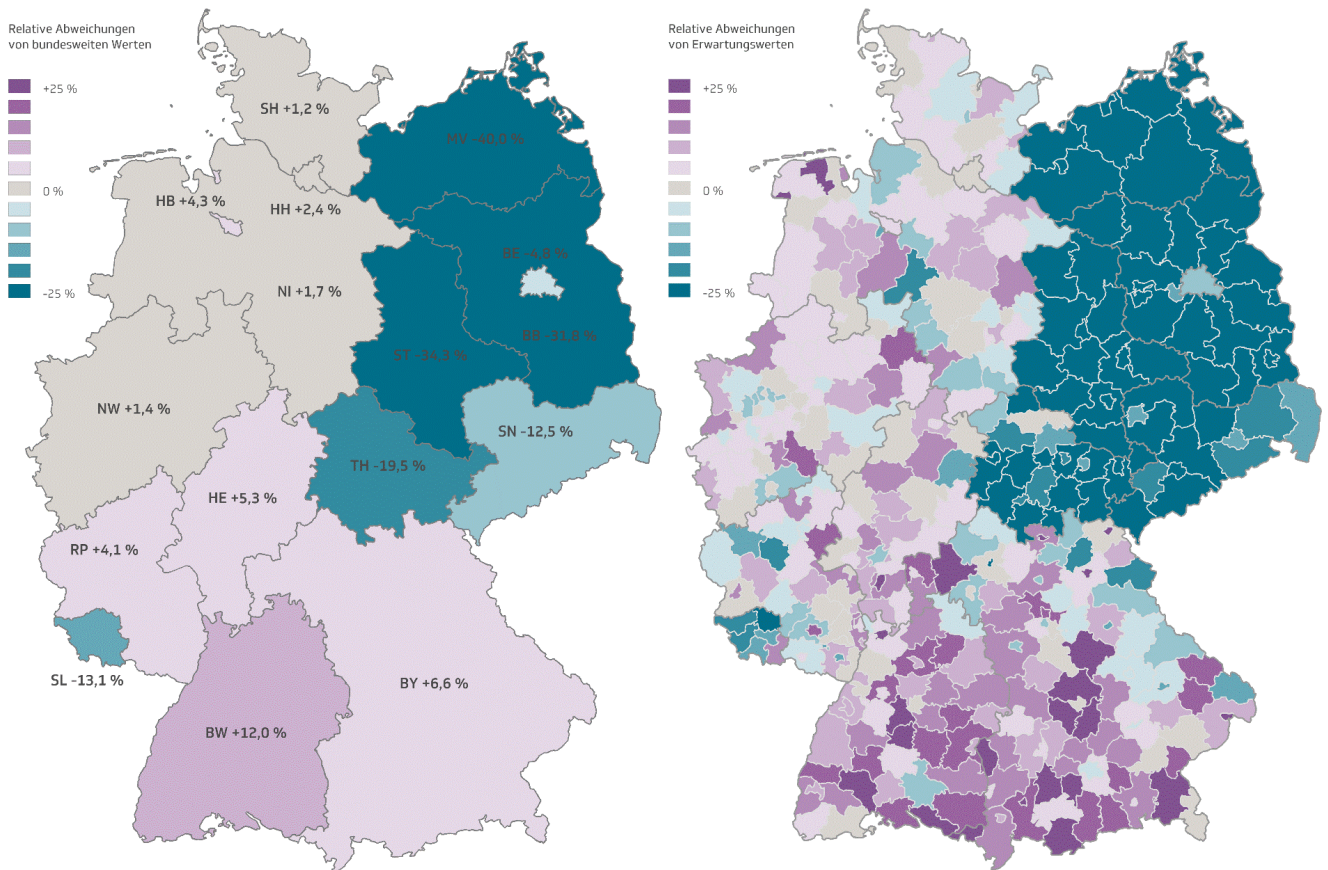 Relative Abweichungen
von bundesweiten Werten
+25 %
0 %
-25 %
SH +1,2 %
MV -40,0 %
HB +4,3 %
HH +2,4 %
BE -4,8 %
NI +1,7 %
BB -31,8 %
ST -34,3 %
NW +1,4 %
SN -12,5 %
TH -19,5 %
HE +5,3 %
RP +4,1 %
SL -13,1 %
BY +6,6 %
BW +12,0 %
Relative Abweichungen
von Erwartungswerten
+25 %
0 %
-25 %